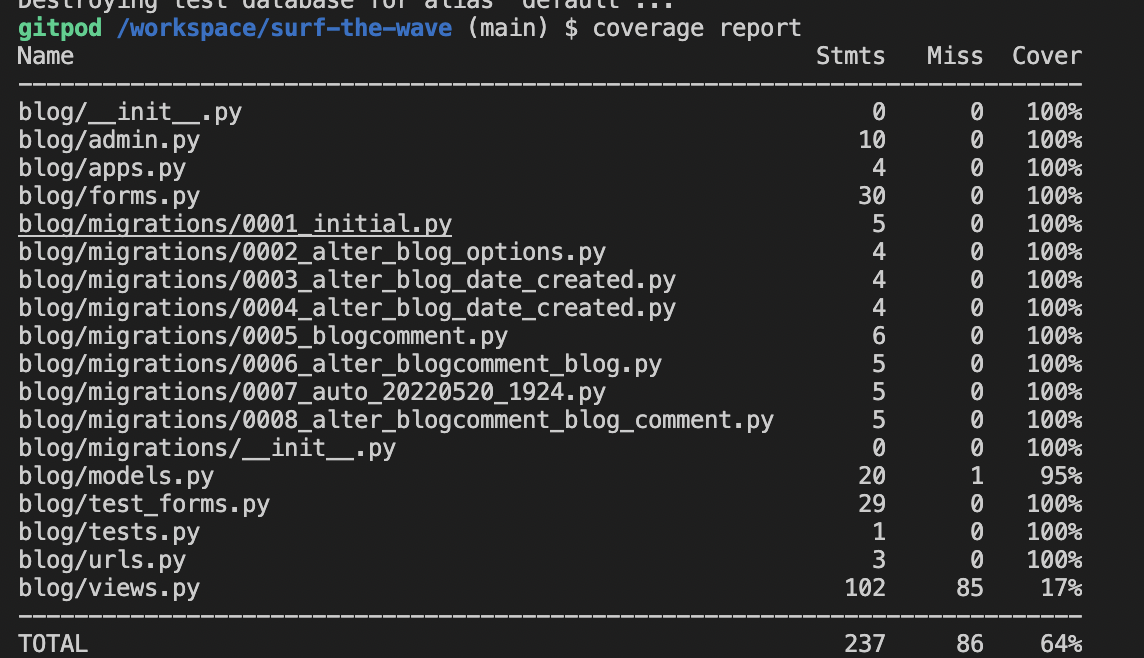 Destroying test database for alias 'default'...
gitpod /workspace/surf-the-wave (main) $ coverage report
Name Stmts Miss Cover
blog/__init__.py 0 0 100%
blog/admin.py 10 0 100%
blog/apps.py 4 0 100%
blog/forms.py 30 0 100%
blog/migrations/0001_initial.py 5 0 100%
blog/migrations/0002_alter_blog_options.py 4 0 100%
blog/migrations/0003_alter_blog_date_created.py 4 0 100%
blog/migrations/0004_alter_blog_date_created.py 4 0 100%
blog/migrations/0005_blogcomment.py 6 0 100%
blog/migrations/0006_alter_blogcomment_blog.py 5 0 100%
blog/migrations/0007_auto_20220520_1924.py 5 0 100%
blog/migrations/0008_alter_blogcomment_blog_comment.py 5 0 100%
blog/migrations/__init__.py 0 0 100%
blog/models.py 20 1 95%
blog/test_forms.py 29 0 100%
blog/tests.py 1 0 100%
blog/urls.py 3 0 100%
blog/views.py 102 85 17%
TOTAL 237 86 64%